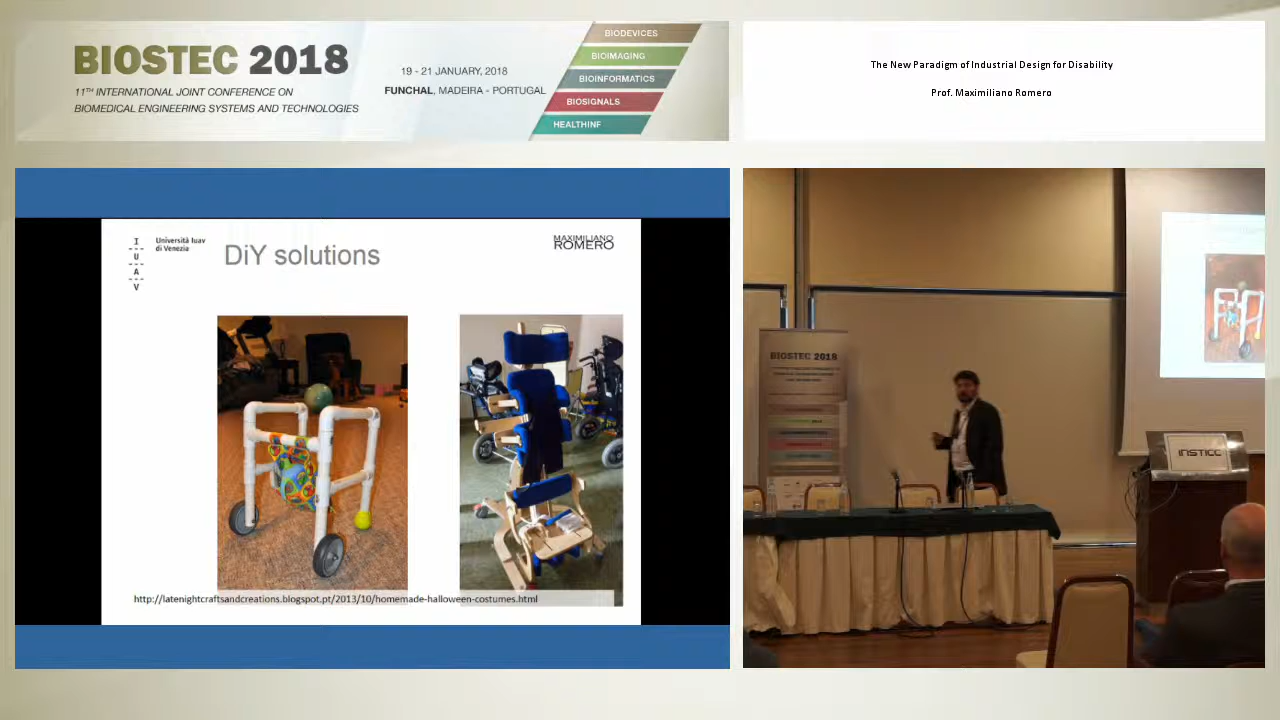 BIOSTEC 2018
11TH INTERNATIONAL JOINT CONFERENCE ON
BIOMEDICAL ENGINEERING SYSTEMS AND TECHNOLOGIES
19 - 21 JANUARY, 2018
FUNCHAL, MADEIRA - PORTUGAL
BIODEVICES
BIOIMAGING
BIOINFORMATICS
BIOSIGNALS
HEALTHINF
The New Paradigm of Industrial Design for Disability
Prof. Maximiliano Romero
I
U
A
V
Università Iuav
di Venezia
DiY solutions
MAXIMILIANO
ROMERO
http://latenightcraftsandcreations.blogspot.pt/2013/10/homemade-halloween-costumes.html
BIOSTEC 2018
INSTICC